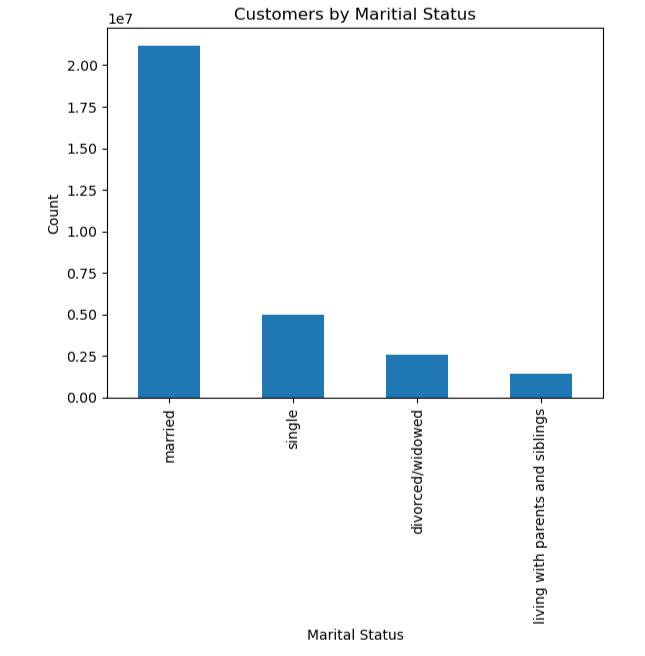 Customers by Maritial Status
1e7
2.00
1.75
1.50
1.25
1.00
0.75
0.50
0.25
0.00
Count
married
single
divorced/widowed
living with parents and siblings
Marital Status